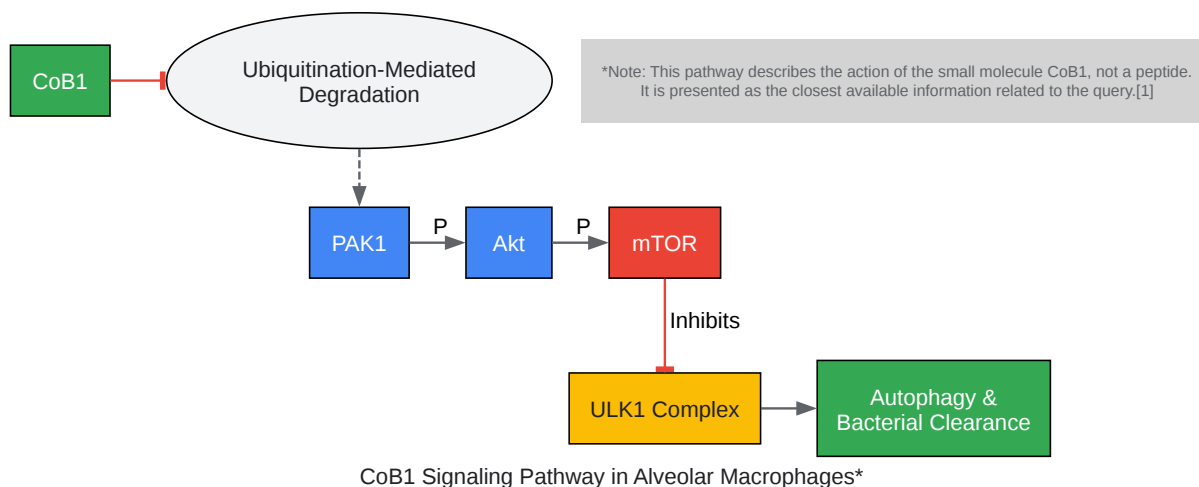 CoB1
Ubiquitination-Mediated
Degradation
*Note: This pathway describes the action of the small molecule CoB1, not a peptide.
It is presented as the closest available information related to the query.[1]
PAK1
P
Akt
P
mTOR
Inhibits
ULK1 Complex
Autophagy &
Bacterial Clearance
CoB1 Signaling Pathway in Alveolar Macrophages*